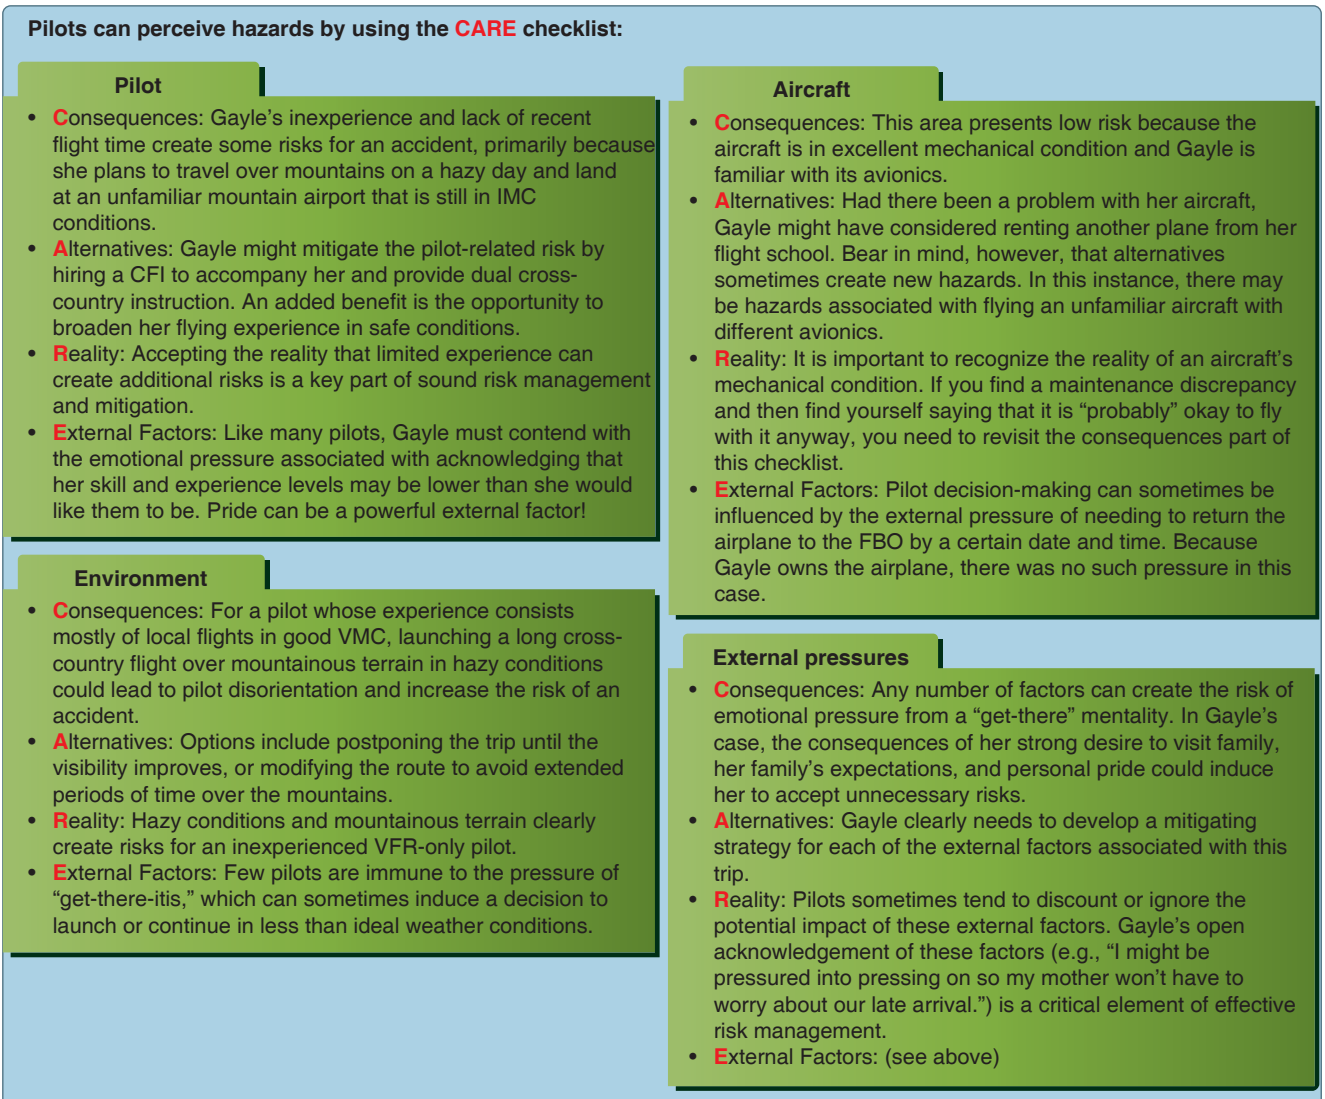 Pilots can perceive hazards by using the CARE checklist:
Pilot
• Consequences: Gayle’s inexperience and lack of recent
flight time create some risks for an accident, primarily because
she plans to travel over mountains on a hazy day and land
at an unfamiliar mountain airport that is still in IMC
conditions.
• Alternatives: Gayle might mitigate the pilot-related risk by
hiring a CFI to accompany her and provide dual cross-
country instruction. An added benefit is the opportunity to
broaden her flying experience in safe conditions.
• Reality: Accepting the reality that limited experience can
create additional risks is a key part of sound risk management
and mitigation.
• External Factors: Like many pilots, Gayle must contend with
the emotional pressure associated with acknowledging that
her skill and experience levels may be lower than she would
like them to be. Pride can be a powerful external factor!
Environment
• Consequences: For a pilot whose experience consists
mostly of local flights in good VMC, launching a long cross-
country flight over mountainous terrain in hazy conditions
could lead to pilot disorientation and increase the risk of an
accident.
• Alternatives: Options include postponing the trip until the
visibility improves, or modifying the route to avoid extended
periods of time over the mountains.
• Reality: Hazy conditions and mountainous terrain clearly
create risks for an inexperienced VFR-only pilot.
• External Factors: Few pilots are immune to the pressure of
“get-there-itis,” which can sometimes induce a decision to
launch or continue in less than ideal weather conditions.
Aircraft
• Consequences: This area presents low risk because the
aircraft is in excellent mechanical condition and Gayle is
familiar with its avionics.
• Alternatives: Had there been a problem with her aircraft,
Gayle might have considered renting another plane from her
flight school. Bear in mind, however, that alternatives
sometimes create new hazards. In this instance, there may
be hazards associated with flying an unfamiliar aircraft with
different avionics.
• Reality: It is important to recognize the reality of an aircraft’s
mechanical condition. If you find a maintenance discrepancy
and then find yourself saying that it is “probably” okay to fly
with it anyway, you need to revisit the consequences part of
this checklist.
• External Factors: Pilot decision-making can sometimes be
influenced by the external pressure of needing to return the
airplane to the FBO by a certain date and time. Because
Gayle owns the airplane, there was no such pressure in this
case.
External pressures
• Consequences: Any number of factors can create the risk of
emotional pressure from a “get-there” mentality. In Gayle’s
case, the consequences of her strong desire to visit family,
her family’s expectations, and personal pride could induce
her to accept unnecessary risks.
• Alternatives: Gayle clearly needs to develop a mitigating
strategy for each of the external factors associated with this
trip.
• Reality: Pilots sometimes tend to discount or ignore the
potential impact of these external factors. Gayle’s open
acknowledgement of these factors (e.g., “I might be
pressured into pressing on so my mother won’t have to
worry about our late arrival.”) is a critical element of effective
risk management.
• External Factors: (see above)